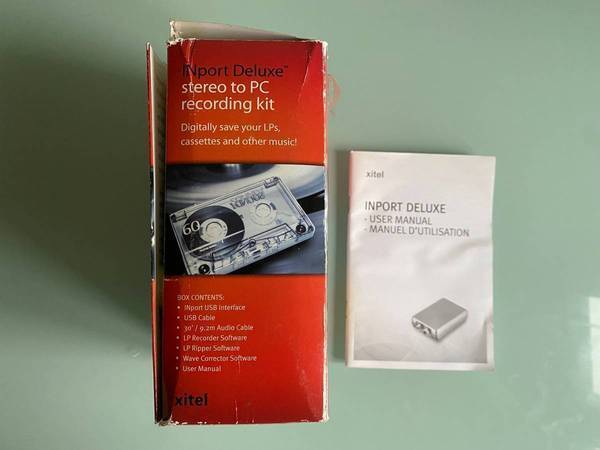 INport Deluxe™
stereo to PC
recording kit
Digitally save your LPs,
cassettes and other music!
60
BOX CONTENTS:
• INport USB Interface
• USB Cable
• 30' / 9.2m Audio Cable
• LP Recorder Software
• LP Ripper Software
• Wave Corrector Software
• User Manual
xitel
xitel
INPORT DELUXE
- USER MANUAL
- MANUEL D'UTILISATION